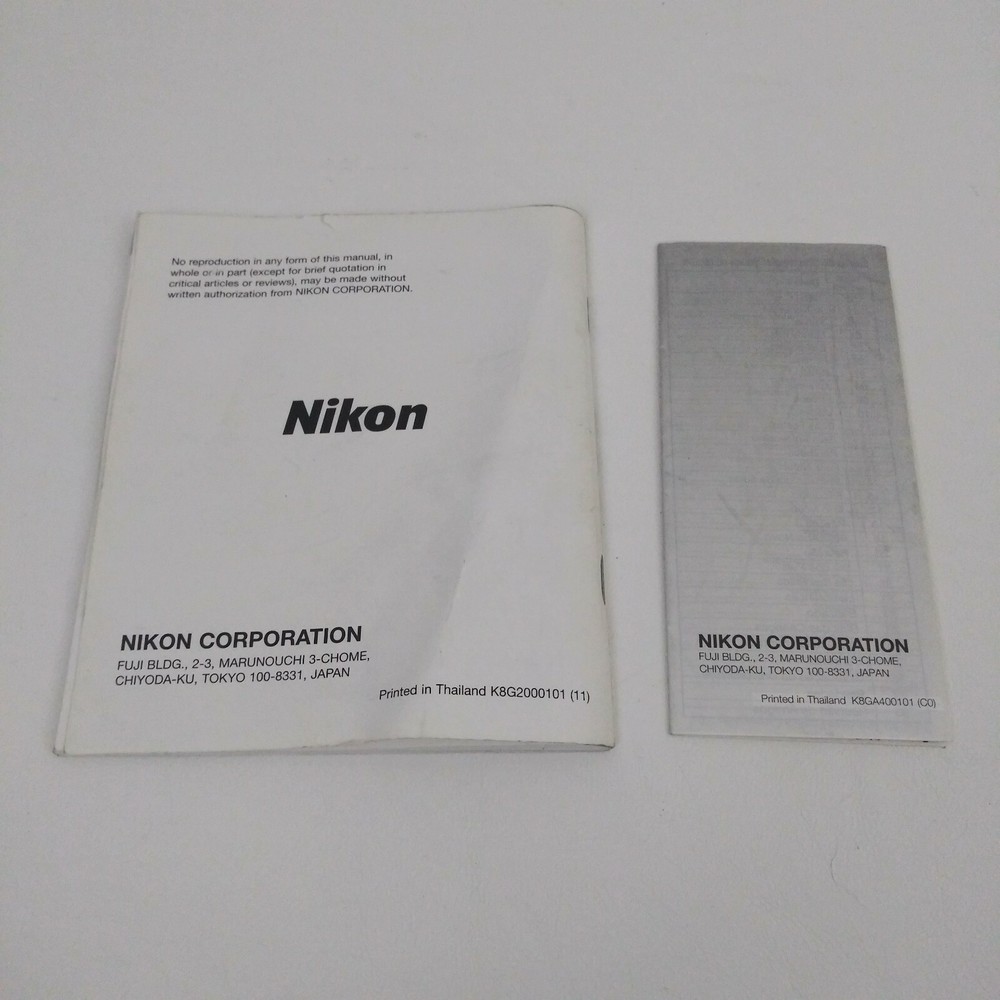 No reproduction in any form of this manual, in
whole or in part (except for brief quotation in
critical articles or reviews), may be made without
written authorization from NIKON CORPORATION.
Nikon
NIKON CORPORATION
FUJI BLDG., 2-3, MARUNOUCHI 3-CHOME,
CHIYODA-KU, TOKYO 100-8331, JAPAN
Printed in Thailand K8G2000101 (11)
NIKON CORPORATION
FUJI BLDG., 2-3, MARUNOUCHI 3-CHOME,
CHIYODA-KU, TOKYO 100-8331, JAPAN
Printed in Thailand K8GA400101 (C0)